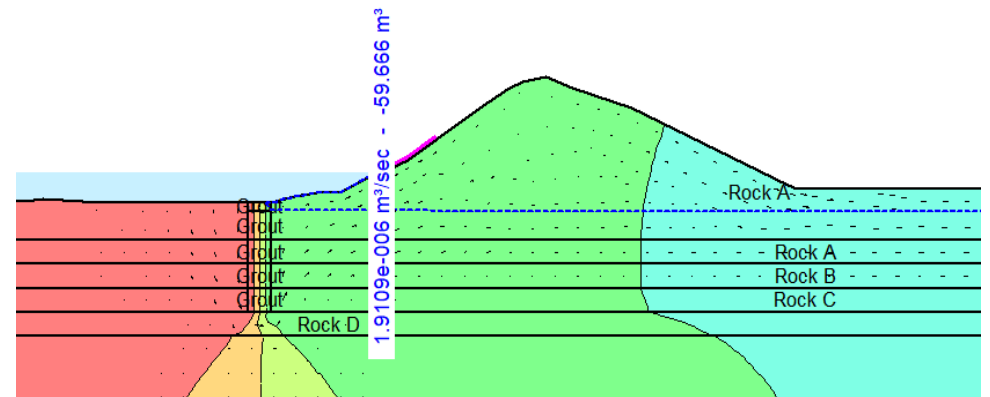 1.9109e-006 m³/sec - -59.666 m³
Rock A
Grout
Grout
Grout
Rock A
Grout
Rock B
Grout
Rock C
Rock D